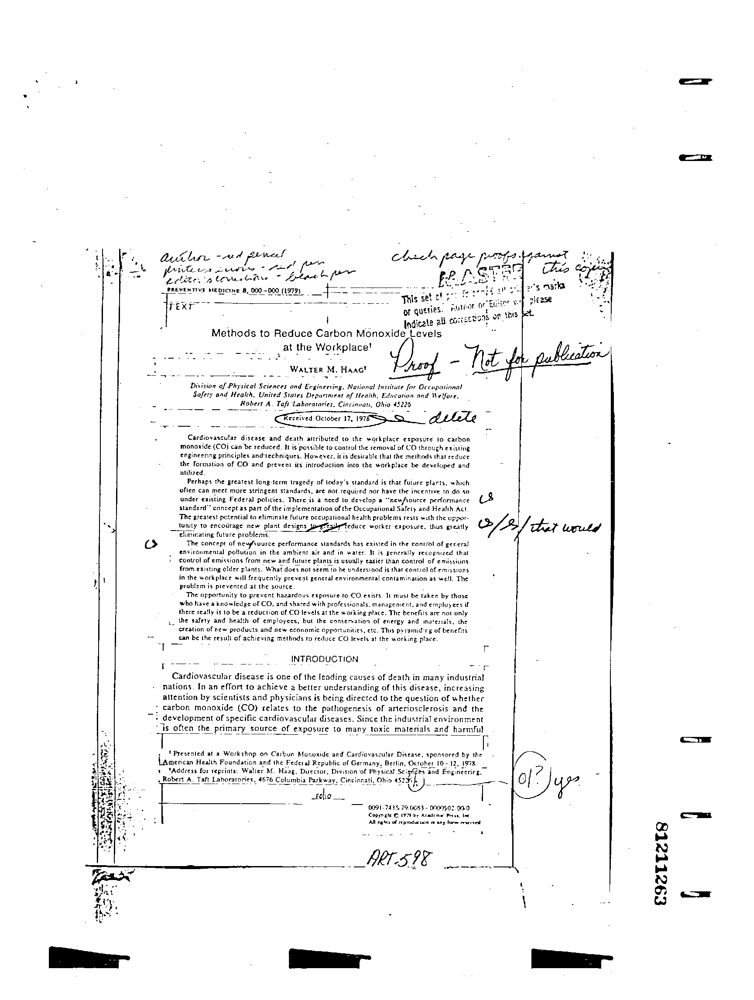 author - red pencil
printers errors - red pen
editor's corrections - black pen
check page proofs against
this copy
MASTER
PREVENTIVE MEDICINE 8, 000-000 (1979)
This set of
or queries. Author or Editor please
Indicate all corrections on this set.
TEXT
Methods to Reduce Carbon Monoxide Levels
at the Workplace¹
Proof - Not for publication
WALTER M. HAAG²
Division of Physical Sciences and Engineering, National Institute for Occupational
Safety and Health, United States Department of Health, Education and Welfare,
Robert A. Taft Laboratories, Cincinnati, Ohio 45226
Received October 17, 1978
delete
Cardiovascular disease and death attributed to the workplace exposure to carbon
monoxide (CO) can be reduced. It is possible to control the removal of CO through existing
engineering principles and techniques. However, it is desirable that the methods that reduce
the formation of CO and prevent its introduction into the workplace be developed and
utilized.
Perhaps the greatest long-term tragedy of today's standard is that future plants, which
often can meet more stringent standards, are not required nor have the incentive to do so
under existing Federal policies. There is a need to develop a "new/source performance
standard" concept as part of the implementation of the Occupational Safety and Health Act.
The greatest potential to eliminate future occupational health problems rests with the oppor-
tunity to encourage new plant designs to greatly reduce worker exposure, thus greatly
that would
eliminating future problems.
The concept of new/source performance standards has existed in the control of general
environmental pollution in the ambient air and in water. It is generally recognized that
control of emissions from new and future plants is usually easier than control of emissions
from existing older plants. What does not seem to be understood is that control of emissions
in the workplace will frequently prevent general environmental contamination as well. The
problem is prevented at the source.
The opportunity to prevent hazardous exposure to CO exists. It must be taken by those
who have a knowledge of CO, and shared with professionals, management, and employees if
there really is to be a reduction of CO levels at the working place. The benefits are not only
the safety and health of employees, but the conservation of energy and materials, the
creation of new products and new economic opportunities, etc. This pyramiding of benefits
can be the result of achieving methods to reduce CO levels at the working place.
INTRODUCTION
Cardiovascular disease is one of the leading causes of death in many industrial
nations. In an effort to achieve a better understanding of this disease, increasing
attention by scientists and physicians is being directed to the question of whether
carbon monoxide (CO) relates to the pathogenesis of arteriosclerosis and the
development of specific cardiovascular diseases. Since the industrial environment
is often the primary source of exposure to many toxic materials and harmful
¹ Presented at a Workshop on Carbon Monoxide and Cardiovascular Disease, sponsored by the
American Health Foundation and the Federal Republic of Germany, Berlin, October 10-12, 1978.
² Address for reprints: Walter M. Haag, Director, Division of Physical Sciences and Engineering,
Robert A. Taft Laboratories, 4676 Columbia Parkway, Cincinnati, Ohio 45226.
01? yes
folio
0091-7435/79/0683-0000$02.00/0
Copyright © 1979 by Academic Press, Inc.
All rights of reproduction in any form reserved
ART.598
81211263